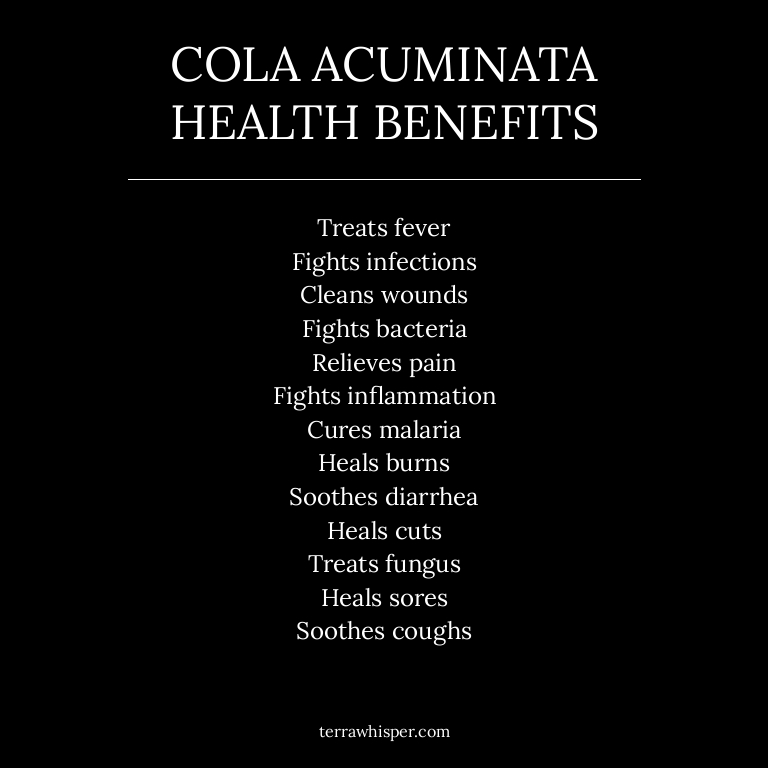 COLA ACUMINATA
HEALTH BENEFITS
Treats fever
Fights infections
Cleans wounds
Fights bacteria
Relieves pain
Fights inflammation
Cures malaria
Heals burns
Soothes diarrhea
Heals cuts
Treats fungus
Heals sores
Soothes coughs
terrawhisper.com